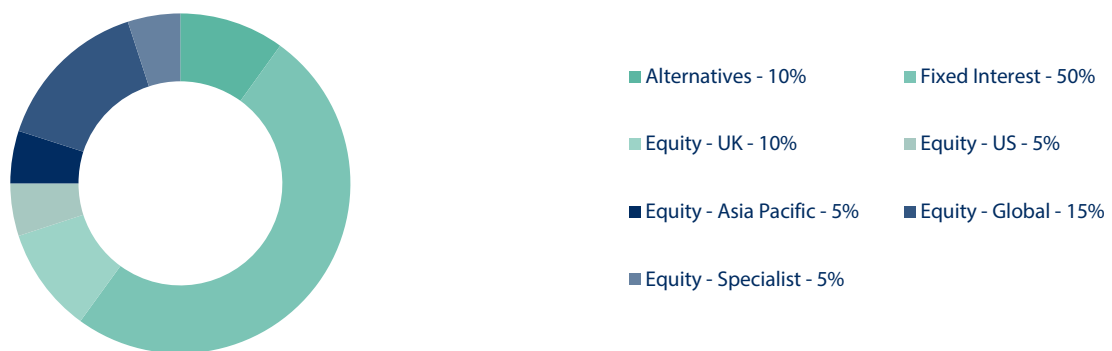 Alternatives - 10%
Fixed Interest - 50%
Equity - UK - 10%
Equity - US - 5%
Equity - Asia Pacific - 5%
Equity - Global - 15%
Equity - Specialist - 5%